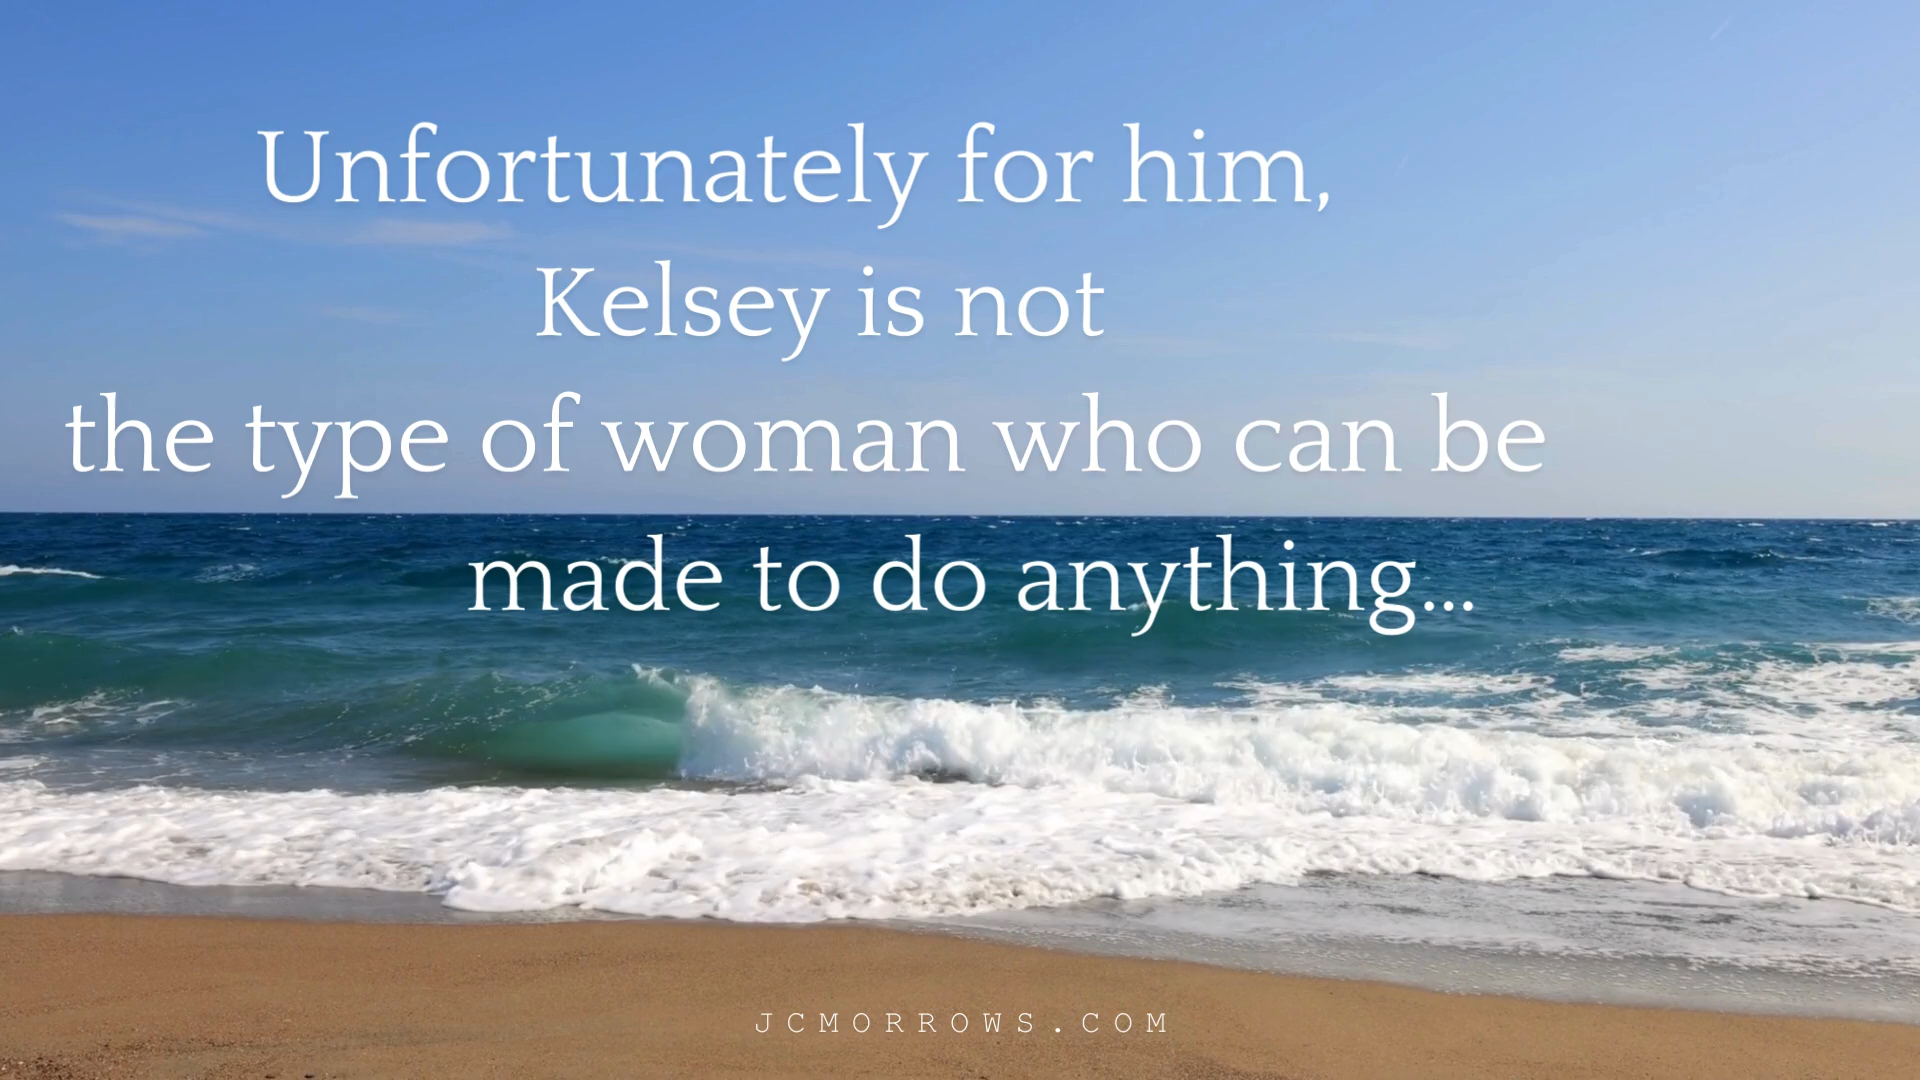 Unfortunately for him,
Kelsey is not
the type of woman who can be
made to do anything...
JCMORROWS.COM